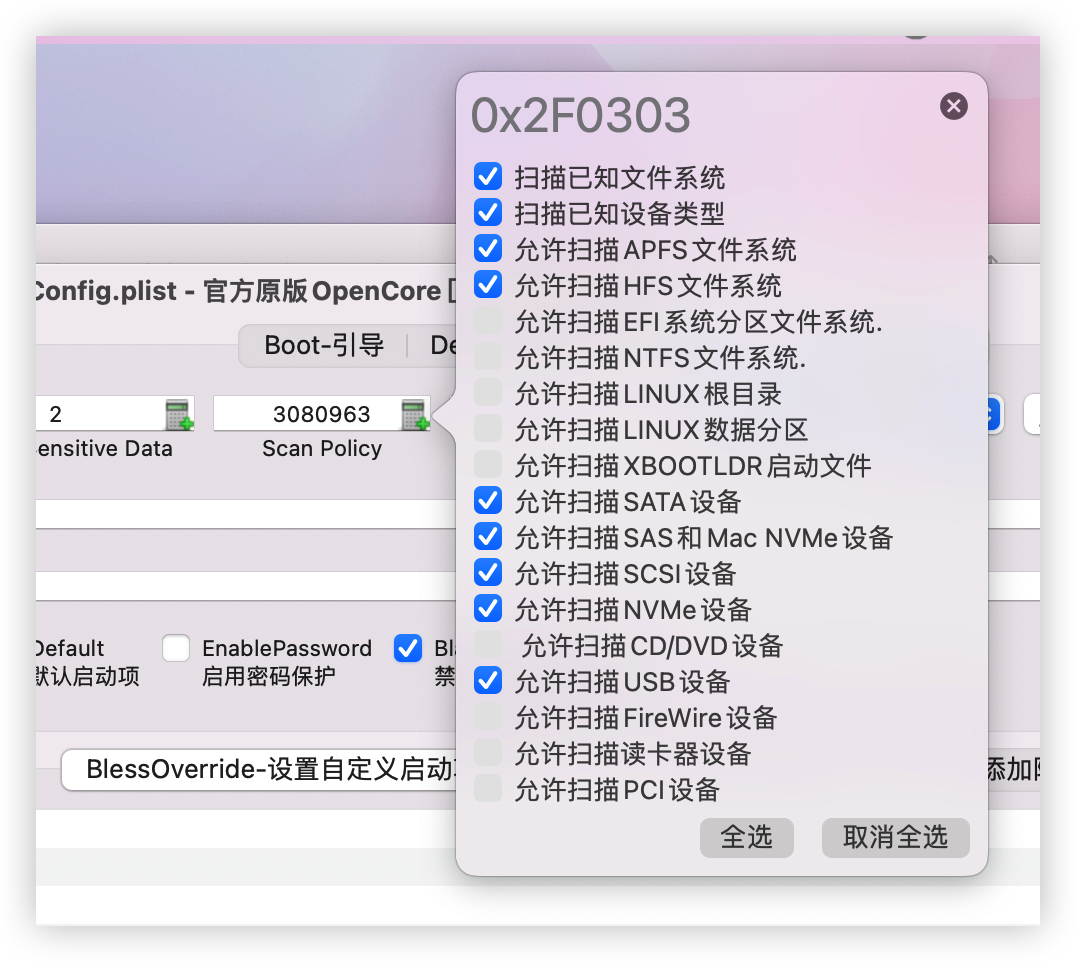 0x2F0303
扫描已知文件系统
扫描已知设备类型
允许扫描APFS文件系统
允许扫描HFS文件系统
允许扫描EFI系统分区文件系统.
允许扫描NTFS文件系统.
允许扫描LINUX根目录
允许扫描LINUX数据分区
允许扫描XBOOTLDR启动文件
允许扫描SATA设备
允许扫描SAS和Mac NVMe设备
允许扫描SCSI设备
允许扫描NVMe设备
允许扫描CD/DVD设备
允许扫描USB设备
允许扫描FireWire设备
允许扫描读卡器设备
允许扫描PCI设备
全选 取消全选
Config.plist - 官方原版OpenCore [
Boot-引导 De
2 3080963
ensitive Data Scan Policy
Default EnablePassword Bl
默认启动项 启用密码保护 禁
BlessOverride-设置自定义启动 添加